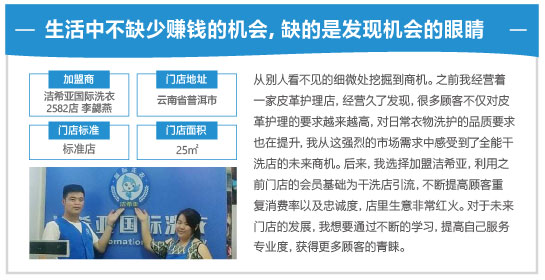 生活中不缺少赚钱的机会，缺的是发现机会的眼睛
加盟商
洁希亚国际洗衣
2582店 李懿燕
门店地址
云南省普洱市
门店标准
标准店
门店面积
25㎡
从别人看不见的细微处挖掘到商机。之前我经营着
一家皮革护理店，经营久了发现，很多顾客不仅对皮
革护理的要求越来越高，对日常衣物洗护的品质要求
也在提升，我从这强烈的市场需求中感受到了全能干
洗店的未来商机。后来，我选择加盟洁希亚，利用之
前门店的会员基础为干洗店引流，不断提高顾客重
复消费率以及忠诚度，店里生意非常红火。对于未来
门店的发展，我想要通过不断的学习，提高自己服务
专业度，获得更多顾客的青睐。
洁希亚
洁希亚国际洗衣